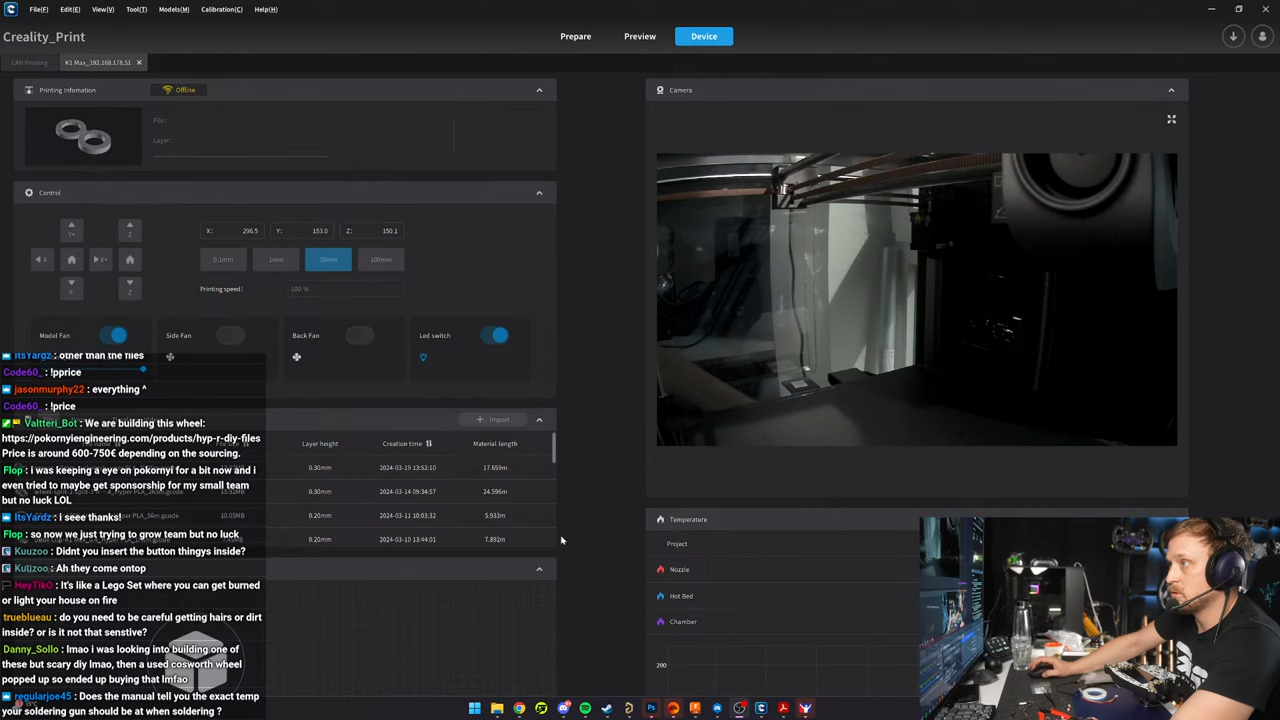 File(F) Edit(E) View(V) Tool(T) Models(M) Calibration(C) Help(H)
Creality_Print
Prepare Preview Device
LAN Printing K1 Max_192.168.178.51
Printing Infomation Offline
File:
Layer:
Control
X: 296.5 Y: 153.0 Z: 150.1
Y+ Z
X- X+
0.1mm 1mm 10mm 100mm
Y- Z
Printing speed: 100 %
Model Fan Side Fan Back Fan Led switch
Import
Layer height Creation time Material length
0.30mm 2024-03-19 13:52:10 17.659m
0.30mm 2024-03-14 09:34:57 24.596m
10.05MB 0.20mm 2024-03-11 10:03:32 5.933m
0.20mm 2024-03-10 13:44:01 7.892m
ItsYargz : other than the files
Code60_ : !pprice
jasonmurphy22 : everything ^
Code60_ : !price
Valtteri_Bot : We are building this wheel:
https://pokornyiengineering.com/products/hyp-r-diy-files
Price is around 600-750€ depending on the sourcing.
Flop : i was keeping a eye on pokornyi for a bit now and i
even tried to maybe get sponsorship for my small team
but no luck LOL
ItsYardz : i seee thanks!
Flop : so now we just trying to grow team but no luck
Kuuzoo : Didnt you insert the button thingys inside?
Kuuzoo : Ah they come ontop
HeyTikO : It's like a Lego Set where you can get burned
or light your house on fire
trueblueau : do you need to be careful getting hairs or dirt
inside? or is it not that senstive?
Danny_Sollo : lmao i was looking into building one of
these but scary diy lmao, then a used cosworth wheel
popped up so ended up buying that lmfao
regularjoe45 : Does the manual tell you the exact temp
your soldering gun should be at when soldering ?
Camera
Temperature
Project
Nozzle
Hot Bed
Chamber
200